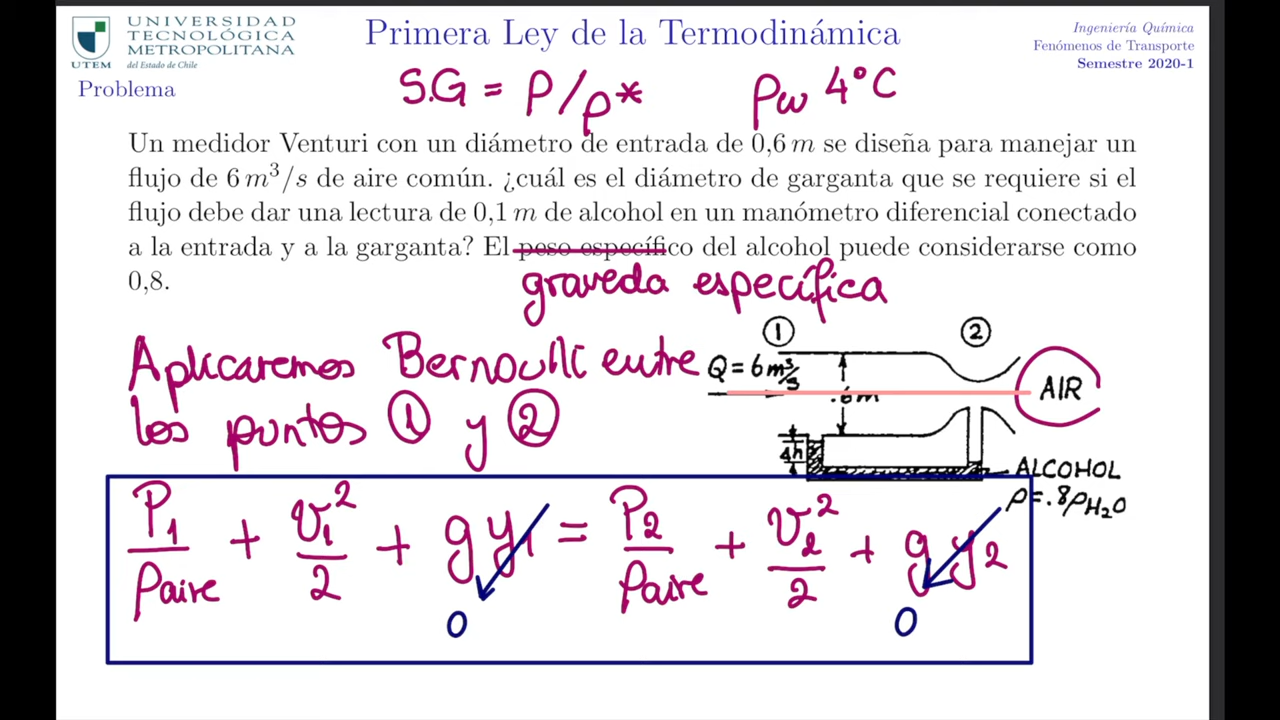 UNIVERSIDAD
TECNOLÓGICA
METROPOLITANA
UTEM
del Estado de Chile
Primera Ley de la Termodinámica
Ingeniería Química
Fenómenos de Transporte
Semestre 2020-1
Problema
S.G = ρ/ρ* ρw 4°C
Un medidor Venturi con un diámetro de entrada de 0,6 m se diseña para manejar un
flujo de 6 m³/s de aire común. ¿cuál es el diámetro de garganta que se requiere si el
flujo debe dar una lectura de 0,1 m de alcohol en un manómetro diferencial conectado
a la entrada y a la garganta? El peso específico del alcohol puede considerarse como
0,8.
graveda específica
Aplicaremos Bernoulli entre
los puntos ① y ②
① ②
Q = 6 m³/s
.6m
AIR
Δh
ALCOHOL
ρ=.8ρH₂O
P₁/ρaire + v₁²/2 + gy₁ = P₂/ρaire + v₂²/2 + gy₂
0 0